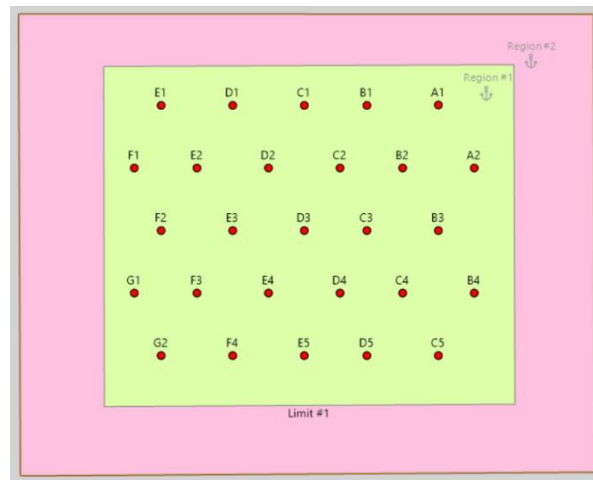 Region #2
Region #1
E1 D1 C1 B1 A1
F1 E2 D2 C2 B2 A2
F2 E3 D3 C3 B3
G1 F3 E4 D4 C4 B4
G2 F4 E5 D5 C5
Limit #1